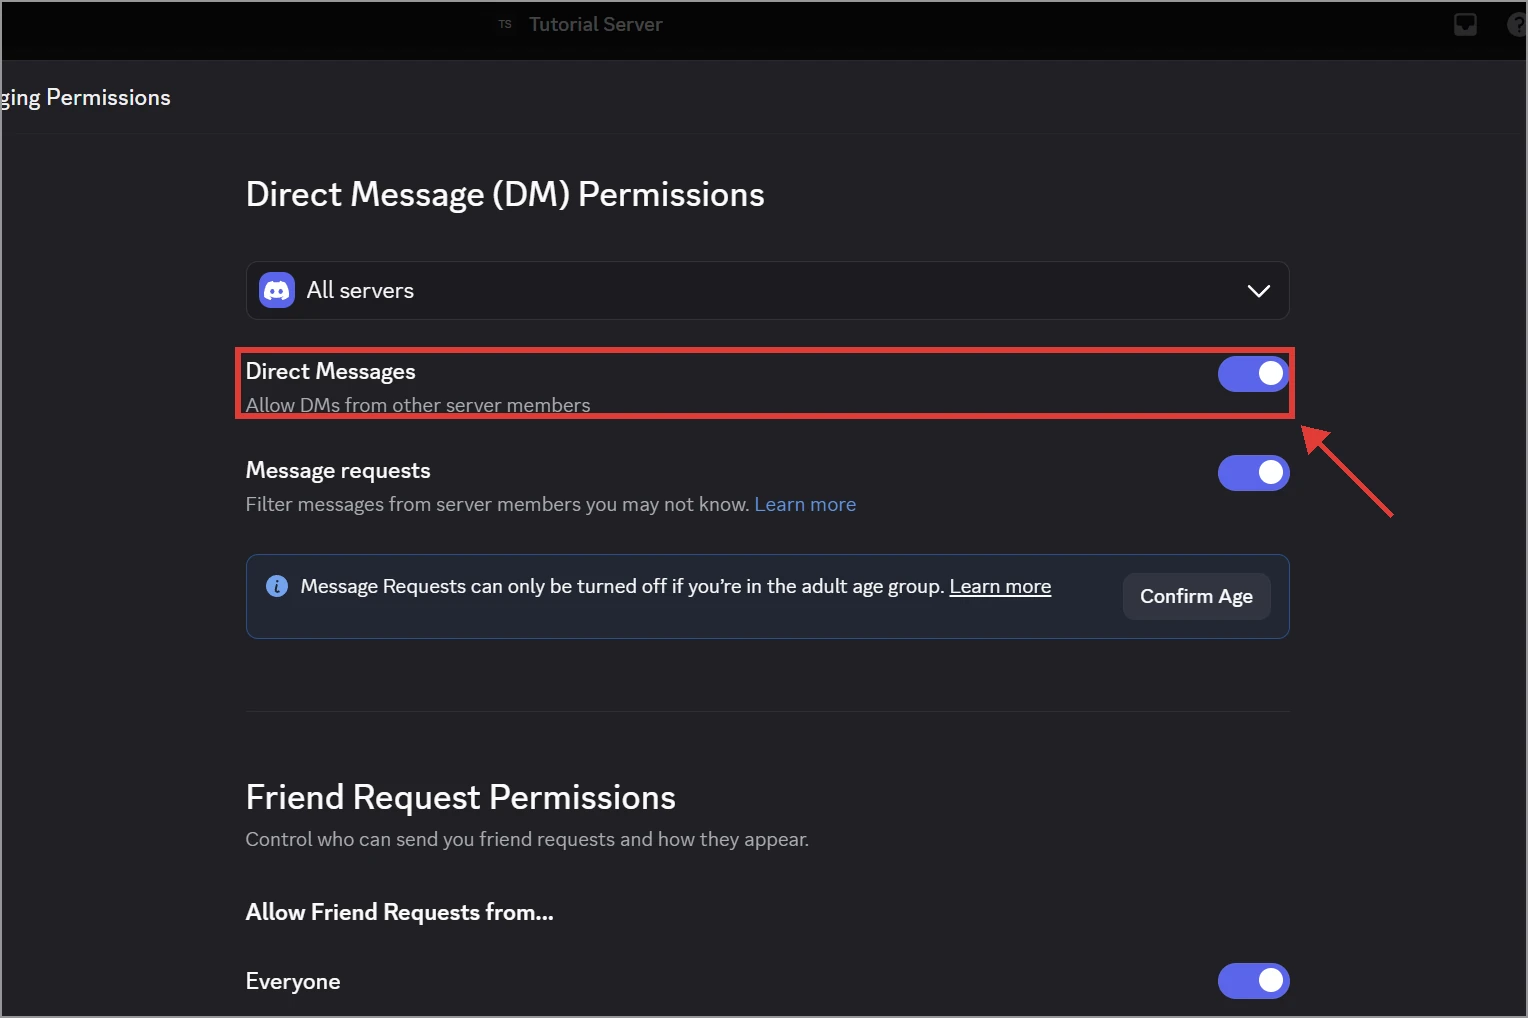 TS Tutorial Server
ging Permissions
Direct Message (DM) Permissions
All servers
Direct Messages
Allow DMs from other server members
Message requests
Filter messages from server members you may not know. Learn more
Message Requests can only be turned off if you’re in the adult age group. Learn more
Confirm Age
Friend Request Permissions
Control who can send you friend requests and how they appear.
Allow Friend Requests from...
Everyone